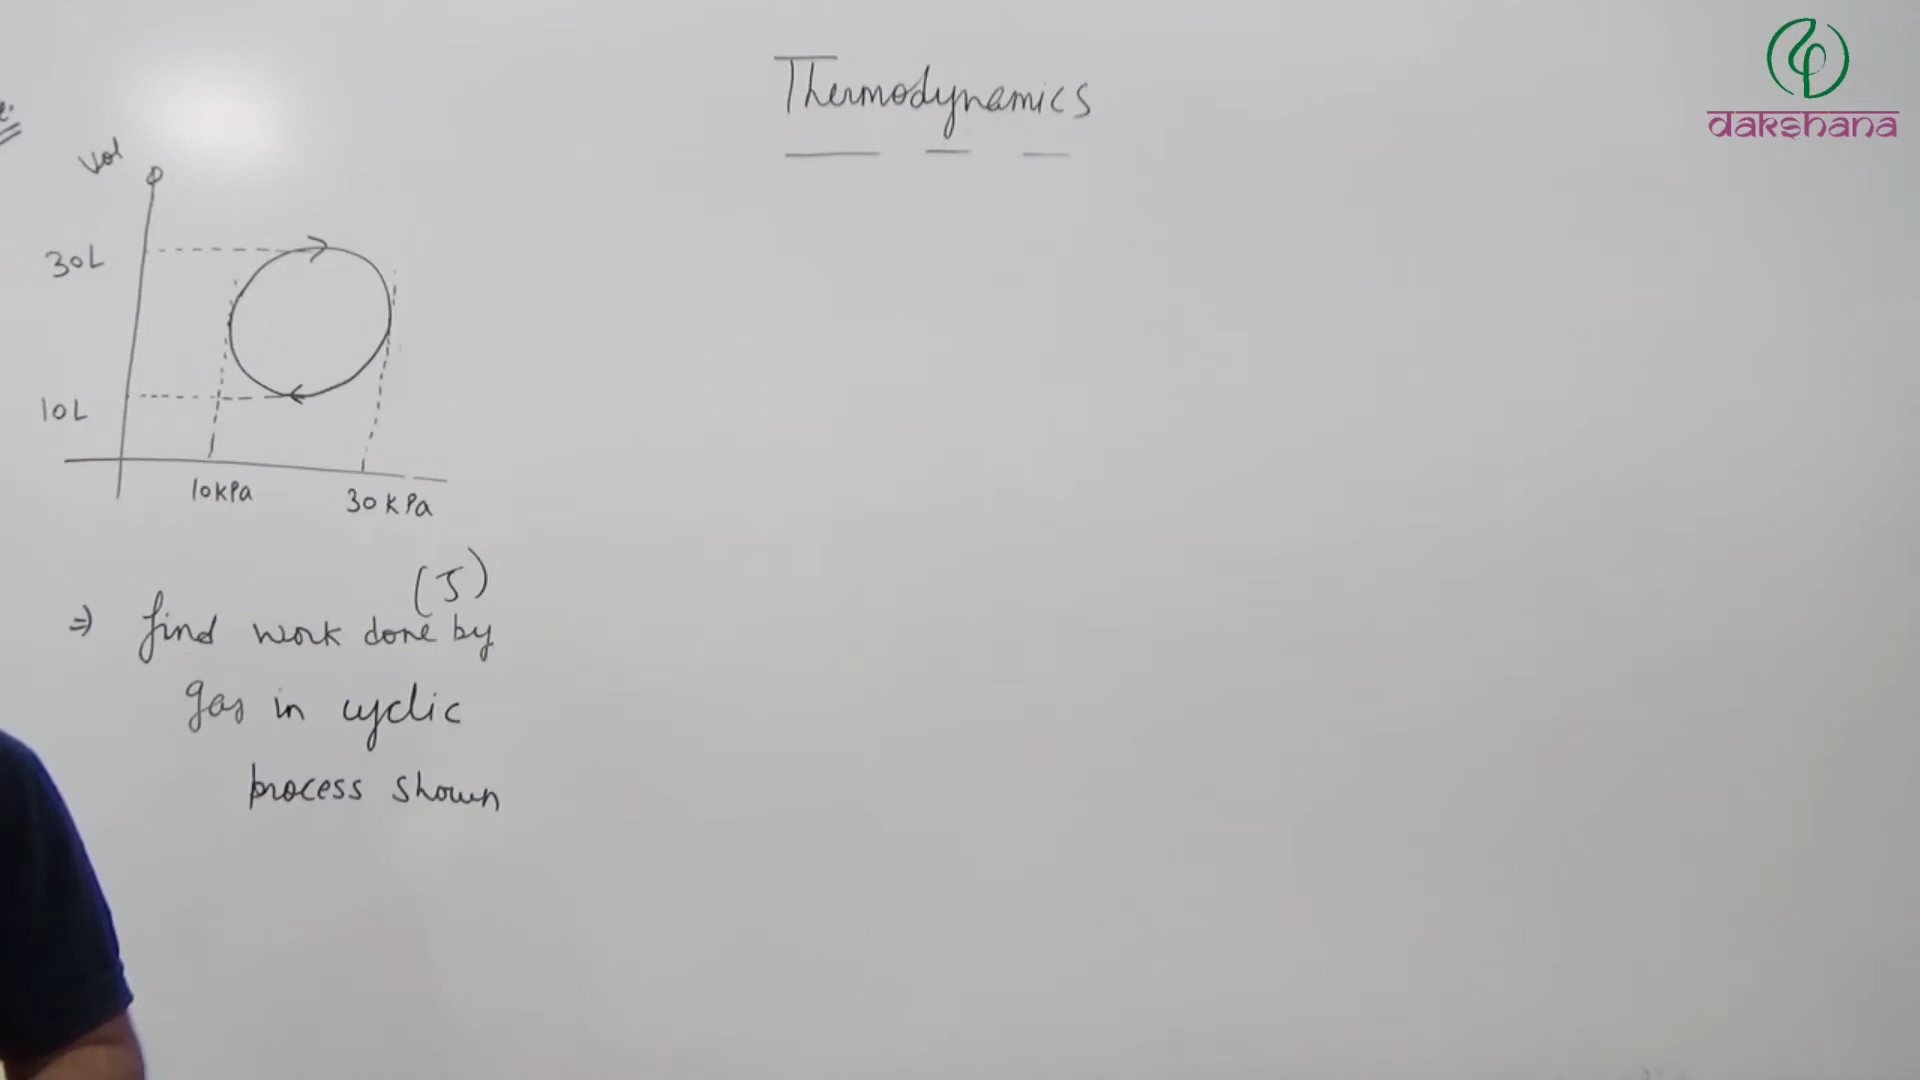 Thermodynamics
dakshana
Vol
30L
10L
10kPa
30kPa
(J)
⇒ find work done by
gas in cyclic
process shown